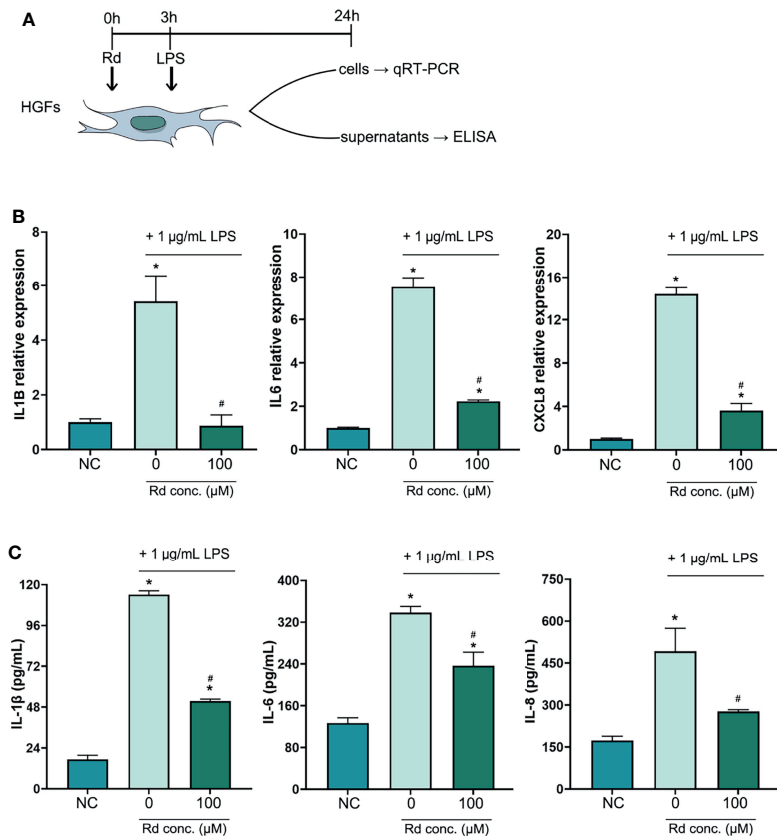 A
0h 3h 24h
Rd LPS
HGFs
cells → qRT-PCR
supernatants → ELISA
B
+ 1 µg/mL LPS
IL1B relative expression
8
6
4
2
0
*
#
NC 0 100
Rd conc. (µM)
+ 1 µg/mL LPS
IL6 relative expression
10
8
6
4
2
0
*
#
*
NC 0 100
Rd conc. (µM)
+ 1 µg/mL LPS
CXCL8 relative expression
20
16
12
8
4
0
*
#
*
NC 0 100
Rd conc. (µM)
C
+ 1 µg/mL LPS
IL-1β (pg/mL)
120
96
72
48
24
0
*
#
*
NC 0 100
Rd conc. (µM)
+ 1 µg/mL LPS
IL-6 (pg/mL)
400
320
240
160
80
0
*
#
*
NC 0 100
Rd conc. (µM)
+ 1 µg/mL LPS
IL-8 (pg/mL)
750
600
450
300
150
0
*
#
NC 0 100
Rd conc. (µM)